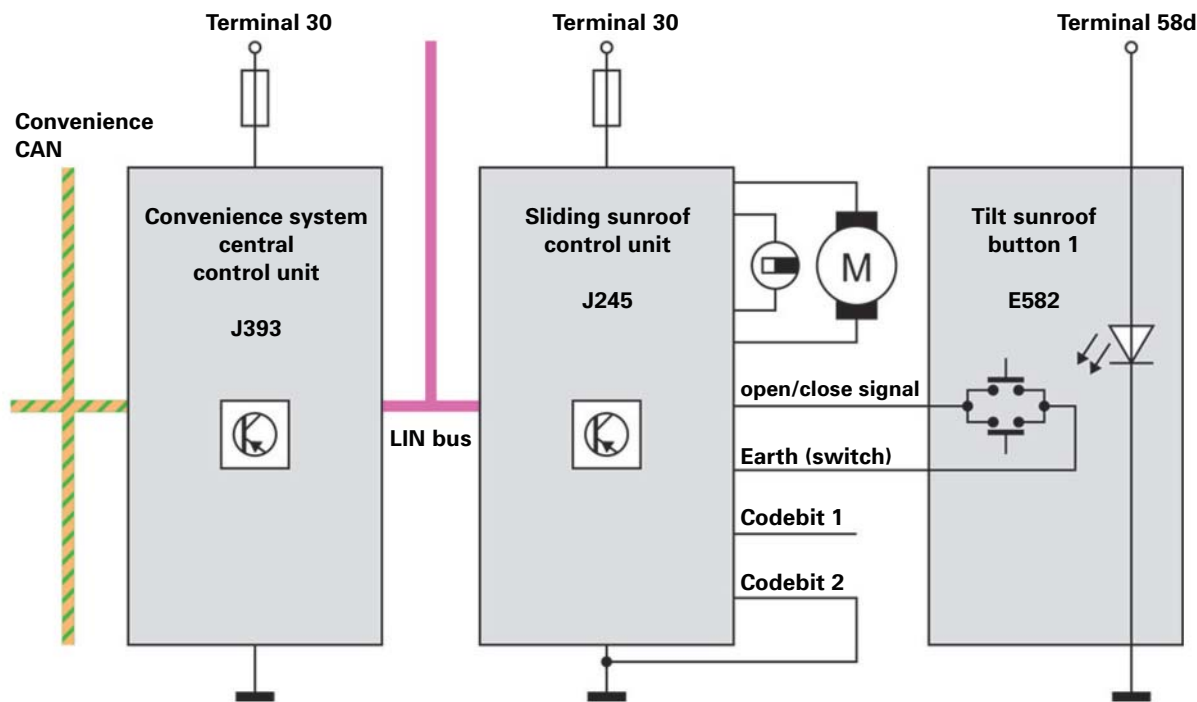 Terminal 30
Terminal 30
Terminal 58d
Convenience
CAN
Convenience system
central
control unit
J393
LIN bus
Sliding sunroof
control unit
J245
M
open/close signal
Earth (switch)
Codebit 1
Codebit 2
Tilt sunroof
button 1
E582